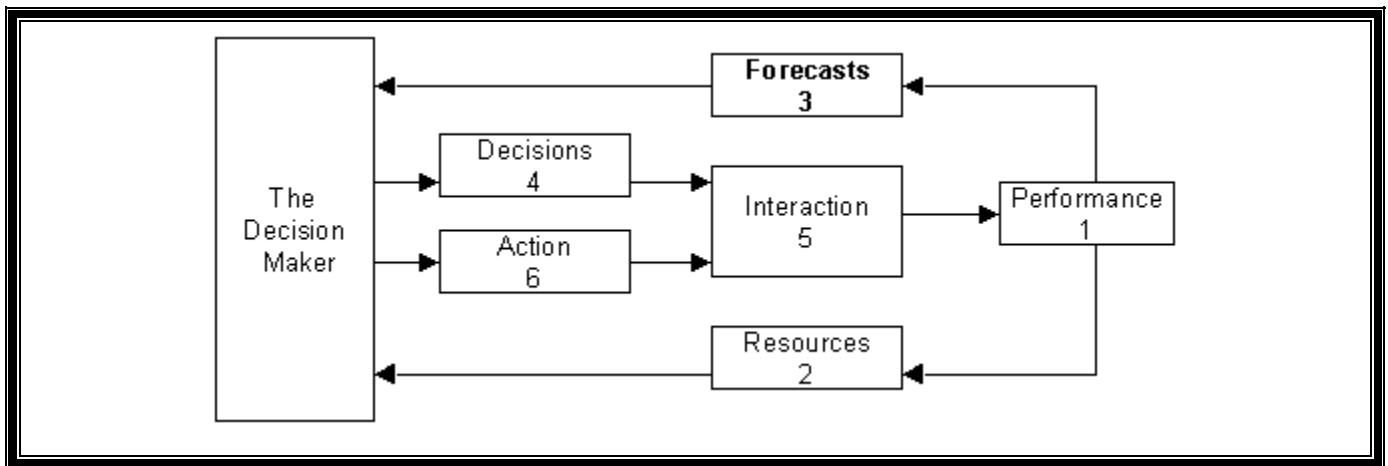 Forecasts
3
Decisions
4
The
Decision
Maker
Interaction
5
Performance
1
Action
6
Resources
2